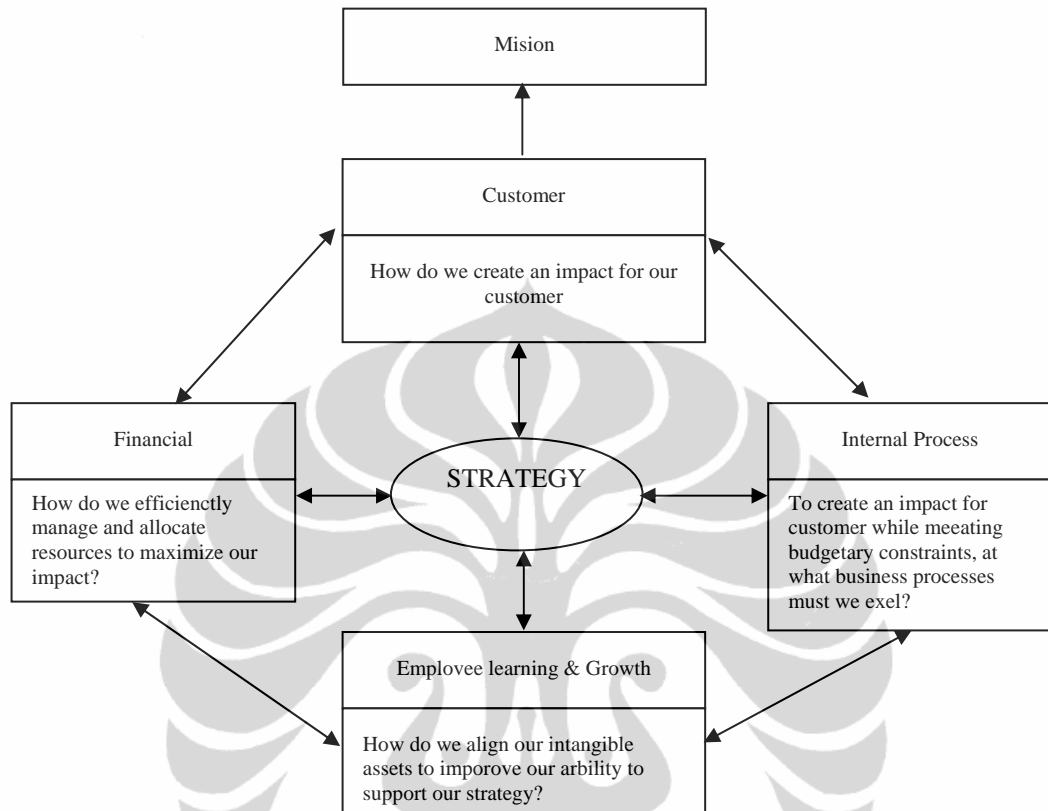 Mision
Customer
How do we create an impact for our
customer
Financial
How do we efficienctly
manage and allocate
resources to maximize our
impact?
STRATEGY
Internal Process
To create an impact for
customer while meeating
budgetary constraints, at
what business processes
must we exel?
Employee learning & Growth
How do we align our intangible
assets to imporove our arbility to
support our strategy?